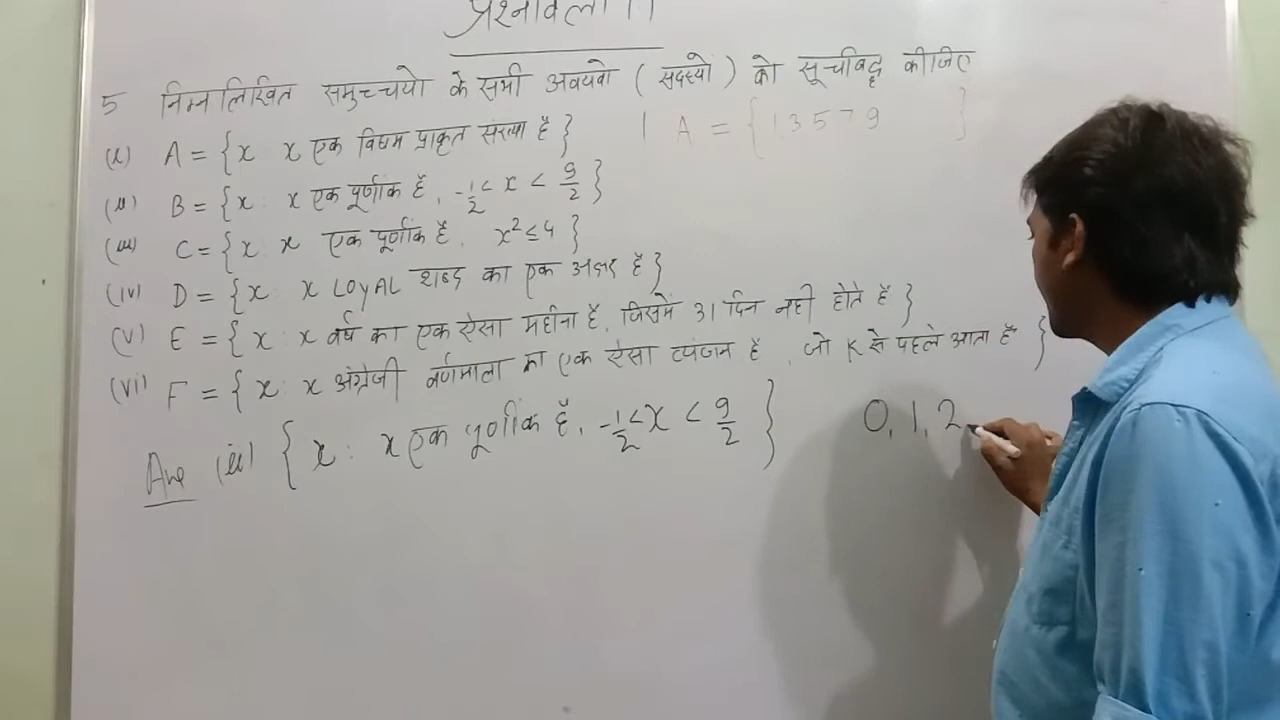 प्रश्नावली 1.1
5 निम्नलिखित समुच्चयो के सभी अवयवो ( सदस्यो ) को सूचीबद्ध कीजिए
(i) A = { x : x एक विषम प्राकृत संख्या है } | A = { 1 3 5 7 9 }
(ii) B = { x : x एक पूर्णांक है, -1/2 < x < 9/2 }
(iii) C = { x : x एक पूर्णांक है, x² ≤ 4 }
(iv) D = { x : x LOYAL शब्द का एक अक्षर है }
(v) E = { x : x वर्ष का एक ऐसा महीना है, जिसमें 31 दिन नही होते है }
(vi) F = { x : x अंग्रेजी वर्णमाला का एक ऐसा व्यंजन है , जो K से पहले आता है }
Ans (ii) { x : x एक पूर्णांक है, -1/2 < x < 9/2 } 0, 1, 2